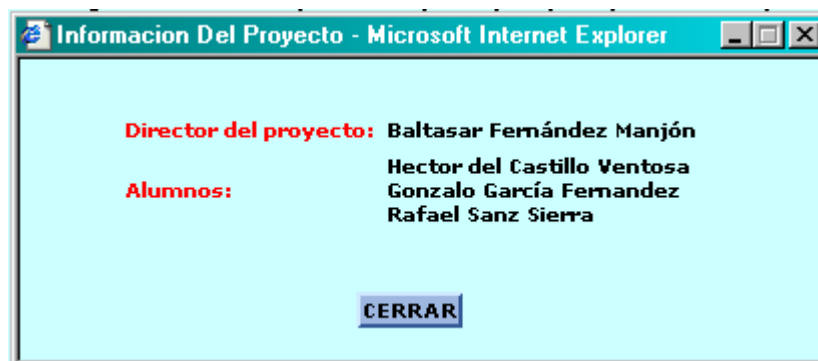 Informacion Del Proyecto - Microsoft Internet Explorer
Director del proyecto: Baltasar Fernández Manjón
Hector del Castillo Ventosa
Alumnos: Gonzalo García Fernandez
Rafael Sanz Sierra
CERRAR